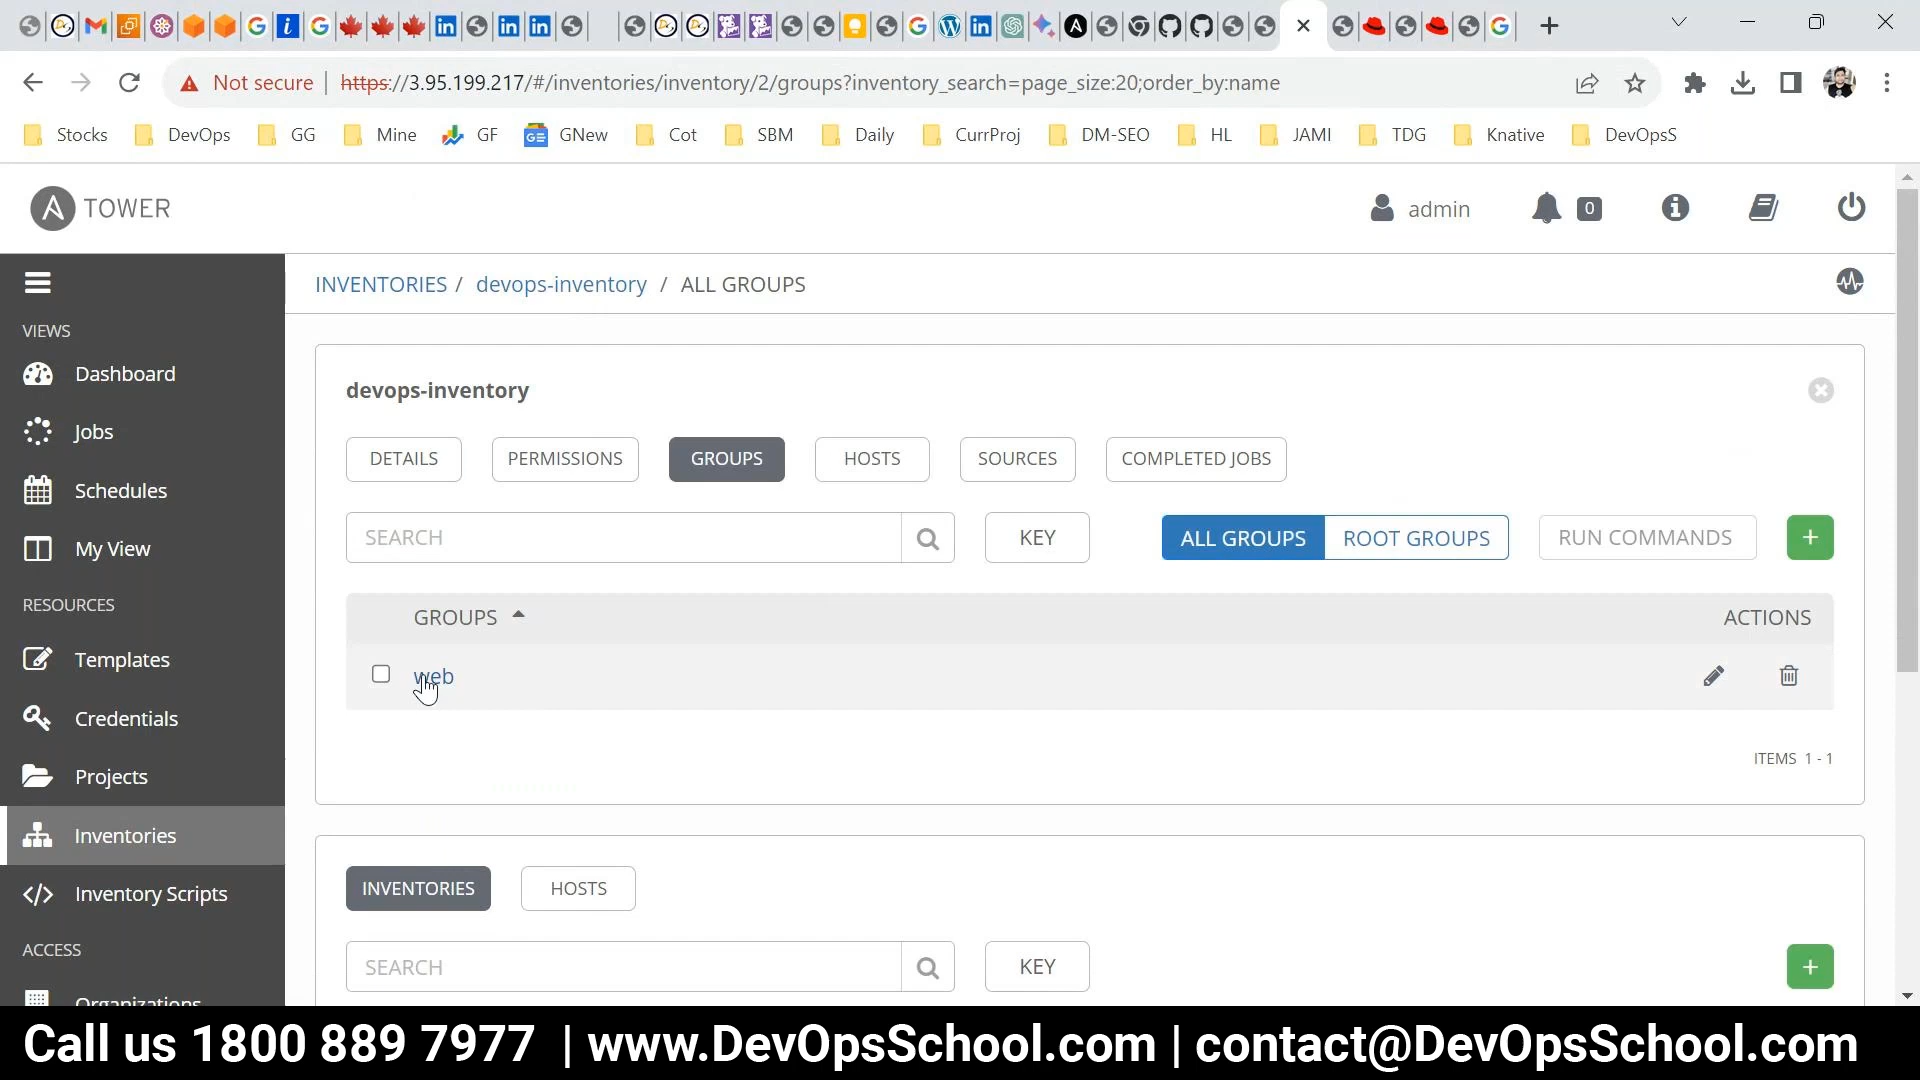 Not secure | https://3.95.199.217/#/inventories/inventory/2/groups?inventory_search=page_size:20;order_by:name
Stocks DevOps GG Mine GF GNew Cot SBM Daily CurrProj DM-SEO HL JAMI TDG Knative DevOpsS
A TOWER admin 0
INVENTORIES / devops-inventory / ALL GROUPS
VIEWS
Dashboard
Jobs
Schedules
My View
RESOURCES
Templates
Credentials
Projects
Inventories
Inventory Scripts
ACCESS
Organizations
devops-inventory
DETAILS PERMISSIONS GROUPS HOSTS SOURCES COMPLETED JOBS
SEARCH KEY ALL GROUPS ROOT GROUPS RUN COMMANDS +
GROUPS ACTIONS
web
ITEMS 1 - 1
INVENTORIES HOSTS
SEARCH KEY +
Call us 1800 889 7977 | www.DevOpsSchool.com | contact@DevOpsSchool.com